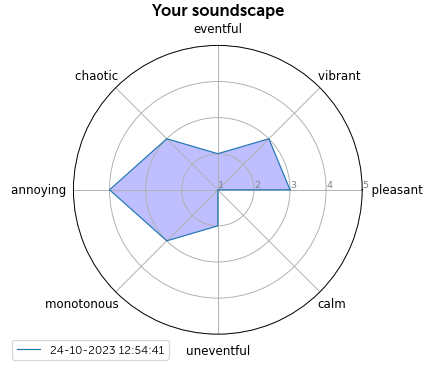 Your soundscape
eventful
chaotic
vibrant
annoying
1 2 3 4 5
pleasant
monotonous
calm
uneventful
24-10-2023 12:54:41